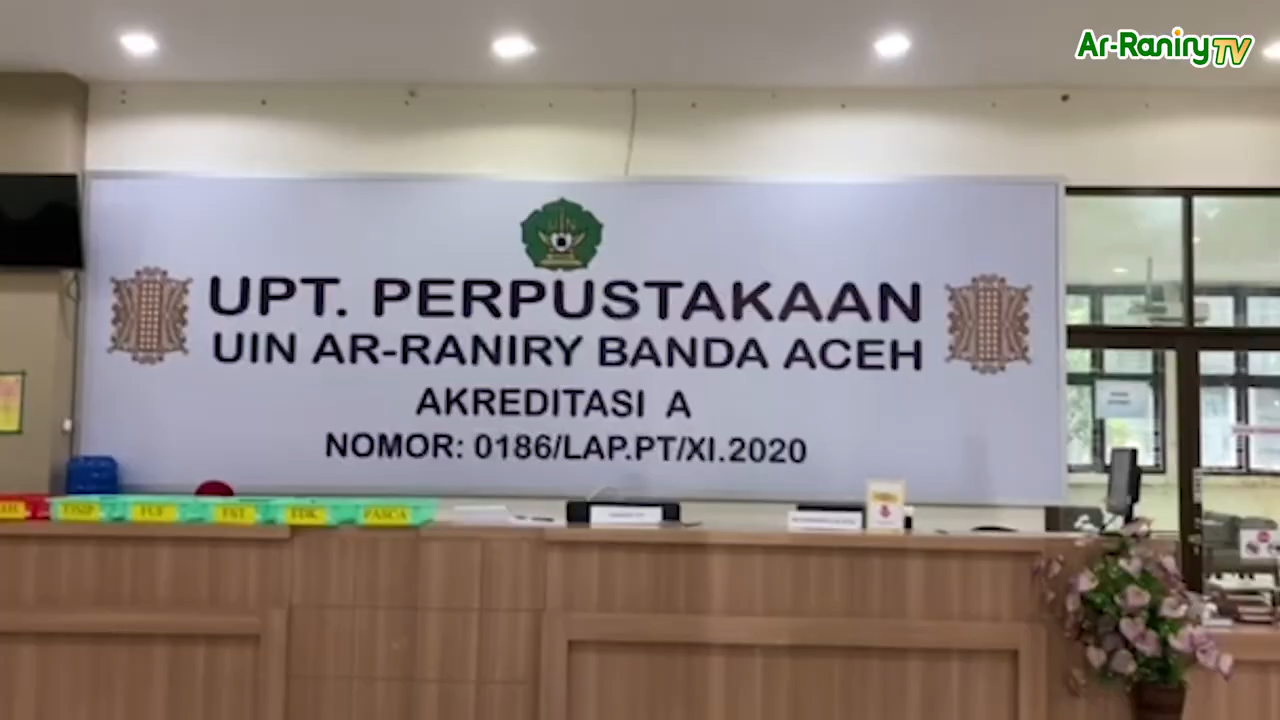 Ar-Raniry TV
UPT. PERPUSTAKAAN
UIN AR-RANIRY BANDA ACEH
AKREDITASI A
NOMOR: 0186/LAP.PT/XI.2020
FISIP
FST
FDK
PASCA